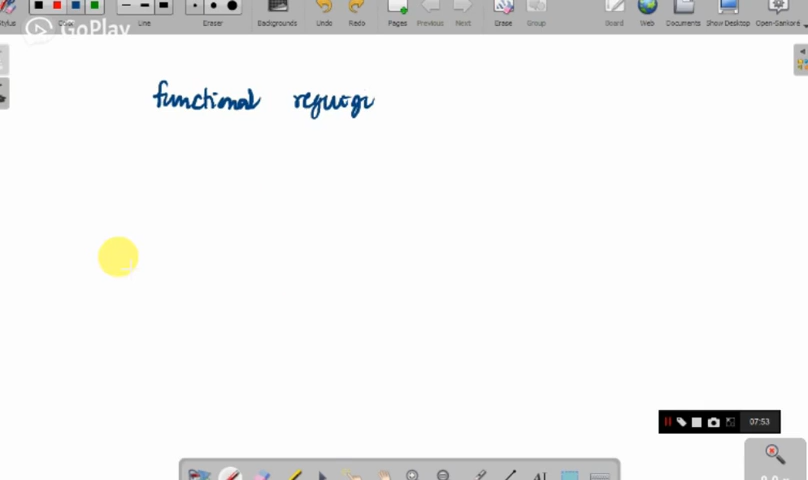 Stylus Color Line Eraser Backgrounds Undo Redo Pages Previous Next Erase Group Board Web Documents Show Desktop Open-Sankoré
GoPlay
functional
07:53